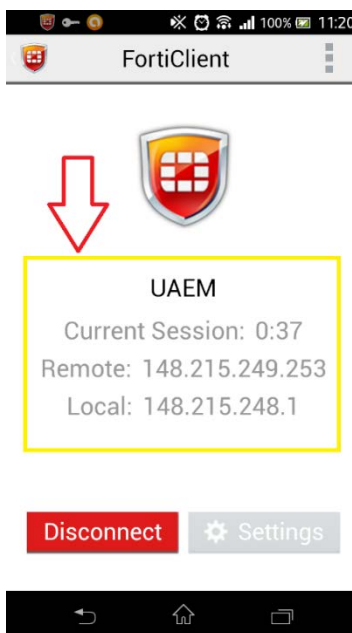 100% 11:20
FortiClient
UAEM
Current Session: 0:37
Remote: 148.215.249.253
Local: 148.215.248.1
Disconnect Settings